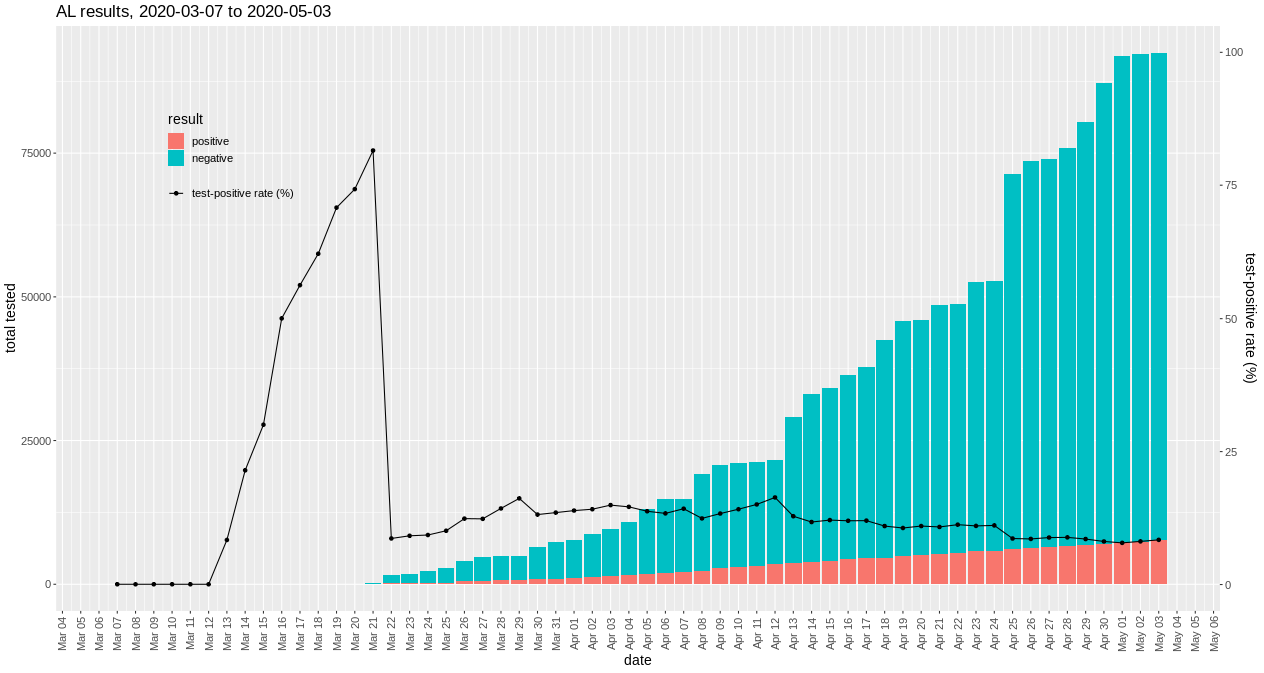 AL results, 2020-03-07 to 2020-05-03
result
positive
negative
test-positive rate (%)
total tested
75000
50000
25000
0
100
75
50
25
0
test-positive rate (%)
Mar 04
Mar 05
Mar 06
Mar 07
Mar 08
Mar 09
Mar 10
Mar 11
Mar 12
Mar 13
Mar 14
Mar 15
Mar 16
Mar 17
Mar 18
Mar 19
Mar 20
Mar 21
Mar 22
Mar 23
Mar 24
Mar 25
Mar 26
Mar 27
Mar 28
Mar 29
Mar 30
Mar 31
Apr 01
Apr 02
Apr 03
Apr 04
Apr 05
Apr 06
Apr 07
Apr 08
Apr 09
Apr 10
Apr 11
Apr 12
Apr 13
Apr 14
Apr 15
Apr 16
Apr 17
Apr 18
Apr 19
Apr 20
Apr 21
Apr 22
Apr 23
Apr 24
Apr 25
Apr 26
Apr 27
Apr 28
Apr 29
Apr 30
May 01
May 02
May 03
May 04
May 05
May 06
date